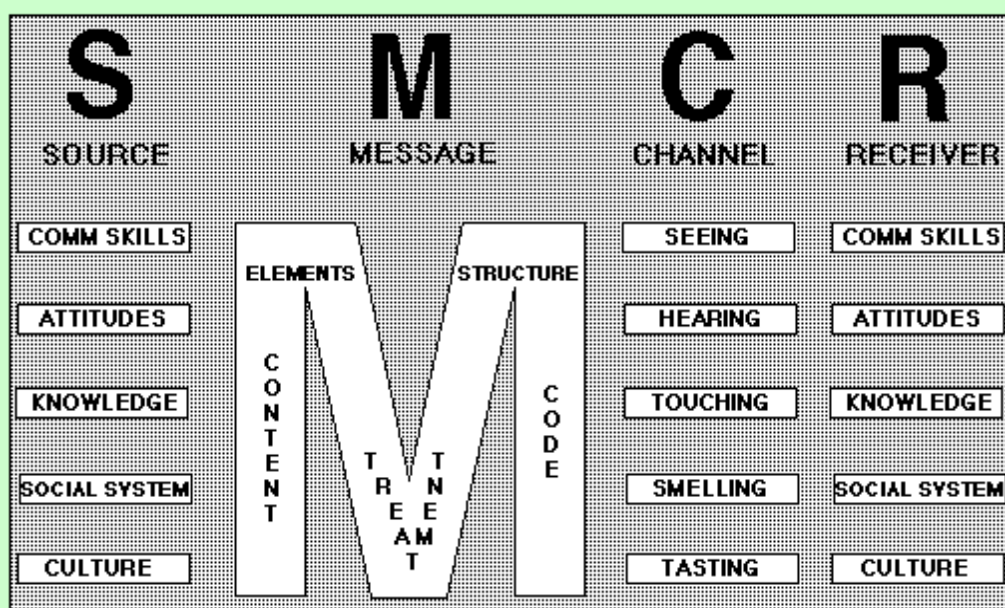 S M C R
SOURCE MESSAGE CHANNEL RECEIVER
COMM SKILLS
ATTITUDES
KNOWLEDGE
SOCIAL SYSTEM
CULTURE
ELEMENTS STRUCTURE
CONTENT
TREATMENT
CODE
SEEING
HEARING
TOUCHING
SMELLING
TASTING
COMM SKILLS
ATTITUDES
KNOWLEDGE
SOCIAL SYSTEM
CULTURE